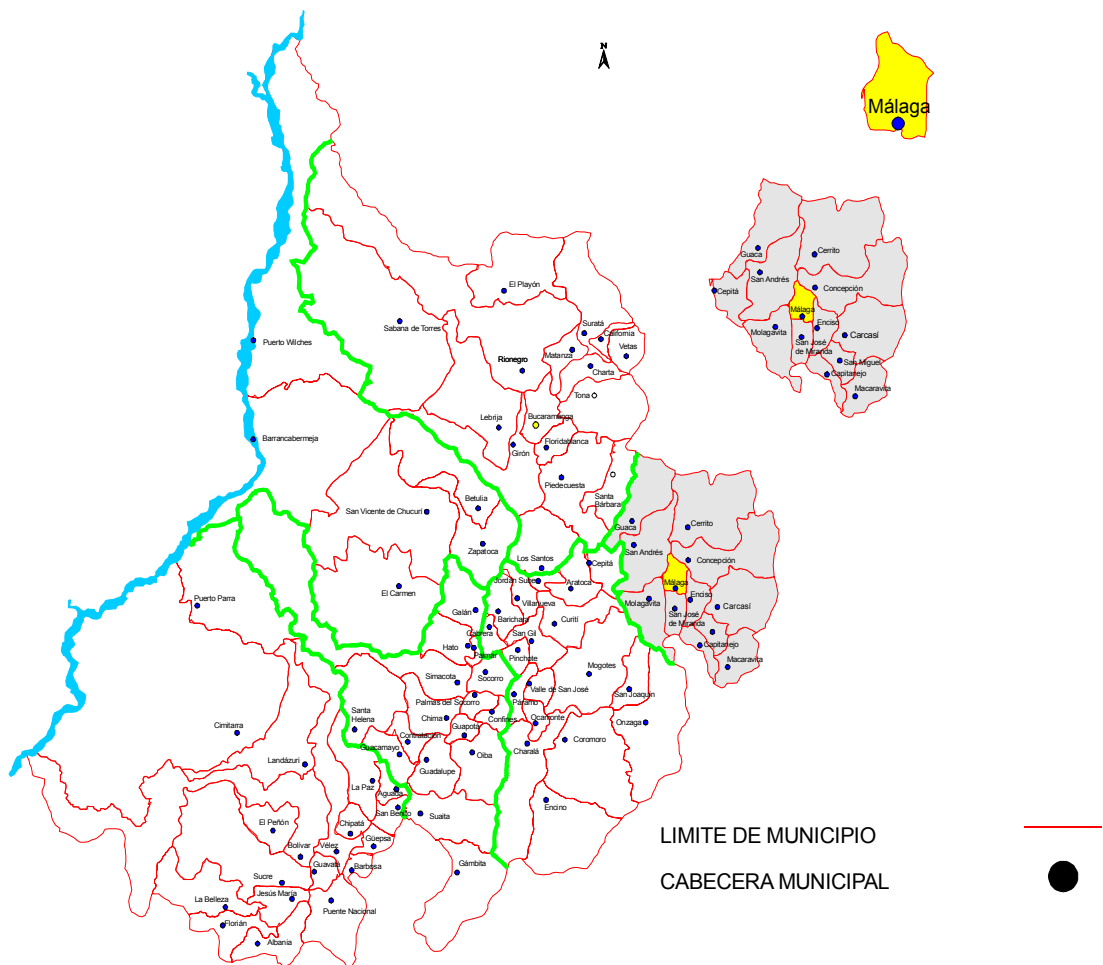 N
Málaga
Guaca
Cerrito
San Andrés
Cepitá
Concepción
Málaga
Molagavita
Enciso
San José
de Miranda
Carcasí
San Miguel
Capitanejo
Macaravita
El Playón
Sabana de Torres
Suratá
California
Vetas
Matanza
Puerto Wilches
Rionegro
Charta
Tona
Lebrija
Bucaramanga
Barrancabermeja
Girón
Floridablanca
Piedecuesta
Santa
Bárbara
Betulia
San Vicente de Chucurí
Guaca
Cerrito
Zapatoca
San Andrés
Los Santos
Cepitá
Concepción
Jordán Sube
Aratoca
Málaga
El Carmen
Puerto Parra
Villanueva
Molagavita
Enciso
Galán
Barichara
Carcasí
San José
de Miranda
Curití
Cabrera
San Gil
Hato
Palmar
Pinchote
Capitanejo
Macaravita
Simacota
Socorro
Mogotes
Valle de San José
San Joaquin
Palmas del Socorro
Páramo
Santa
Helena
Chima
Confines
Ocamonte
Onzaga
Cimitarra
Guapota
Contratación
Guacamayo
Oiba
Charalá
Coromoro
Landázuri
Guadalupe
La Paz
Aguada
San Benito
Suaita
Encino
El Peñón
Chipatá
Güepsa
Bolívar
Vélez
Guavatá
Barbosa
Gámbita
Sucre
Jesús María
La Belleza
Puente Nacional
Florián
Albania
LIMITE DE MUNICIPIO
CABECERA MUNICIPAL